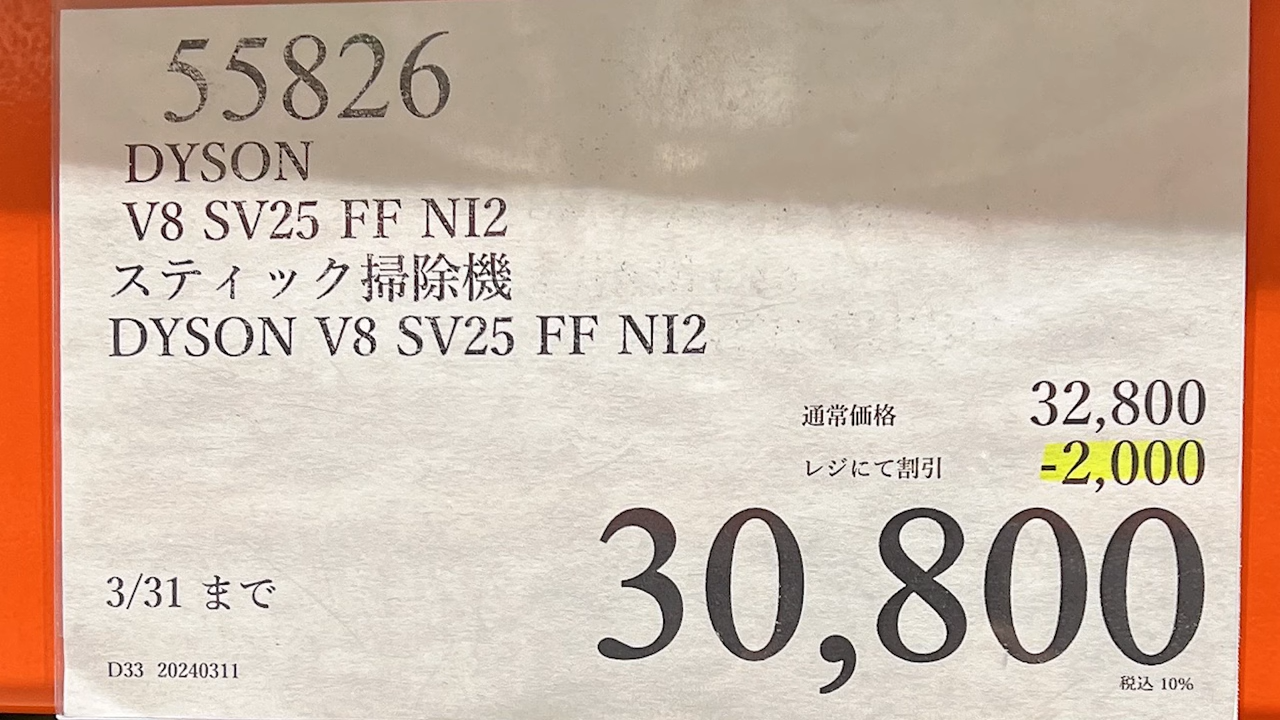 55826
DYSON
V8 SV25 FF NI2
スティック掃除機
DYSON V8 SV25 FF NI2
通常価格 32,800
レジにて割引 -2,000
30,800
3/31 まで
D33 20240311
税込 10%